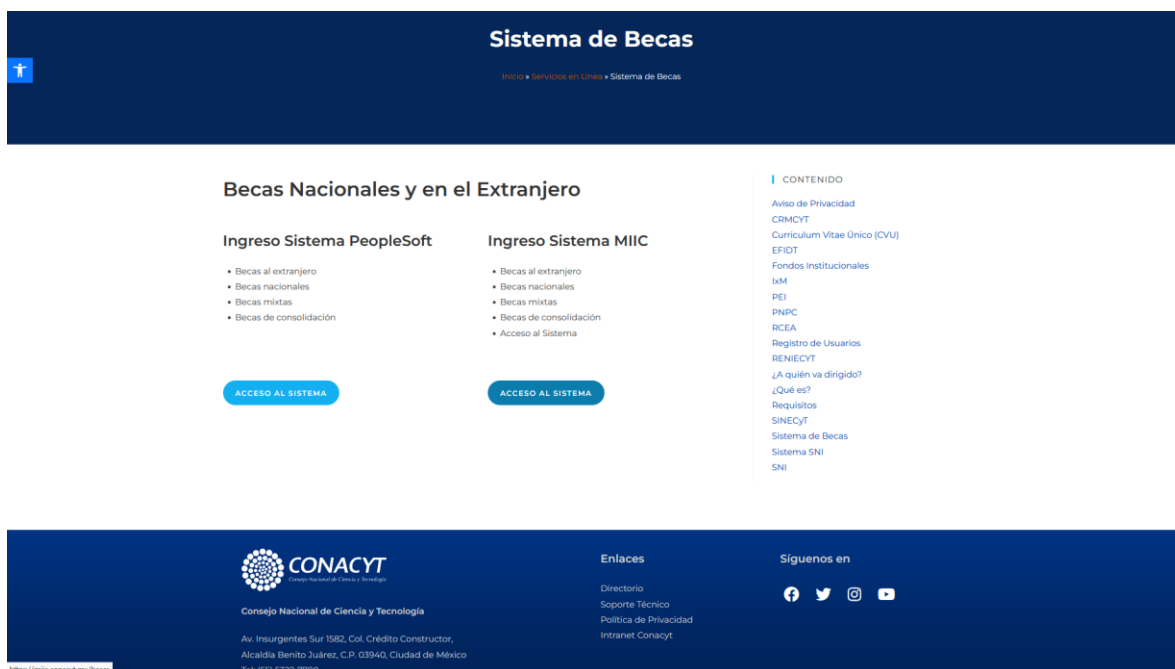 Sistema de Becas
Inicio » Servicios en Línea » Sistema de Becas
Becas Nacionales y en el Extranjero
Ingreso Sistema PeopleSoft
• Becas al extranjero
• Becas nacionales
• Becas mixtas
• Becas de consolidación
ACCESO AL SISTEMA
Ingreso Sistema MIIC
• Becas al extranjero
• Becas nacionales
• Becas mixtas
• Becas de consolidación
• Acceso al Sistema
ACCESO AL SISTEMA
CONTENIDO
Aviso de Privacidad
CRMCYT
Curriculum Vitae Único (CVU)
EFIDT
Fondos Institucionales
IxM
PEI
PNPC
RCEA
Registro de Usuarios
RENIECYT
¿A quién va dirigido?
¿Qué es?
Requisitos
SINECyT
Sistema de Becas
Sistema SNI
SNI
CONACYT
Consejo Nacional de Ciencia y Tecnología
Consejo Nacional de Ciencia y Tecnología
Av. Insurgentes Sur 1582, Col. Crédito Constructor,
Alcaldía Benito Juárez, C.P. 03940, Ciudad de México
Enlaces
Directorio
Soporte Técnico
Política de Privacidad
Intranet Conacyt
Síguenos en